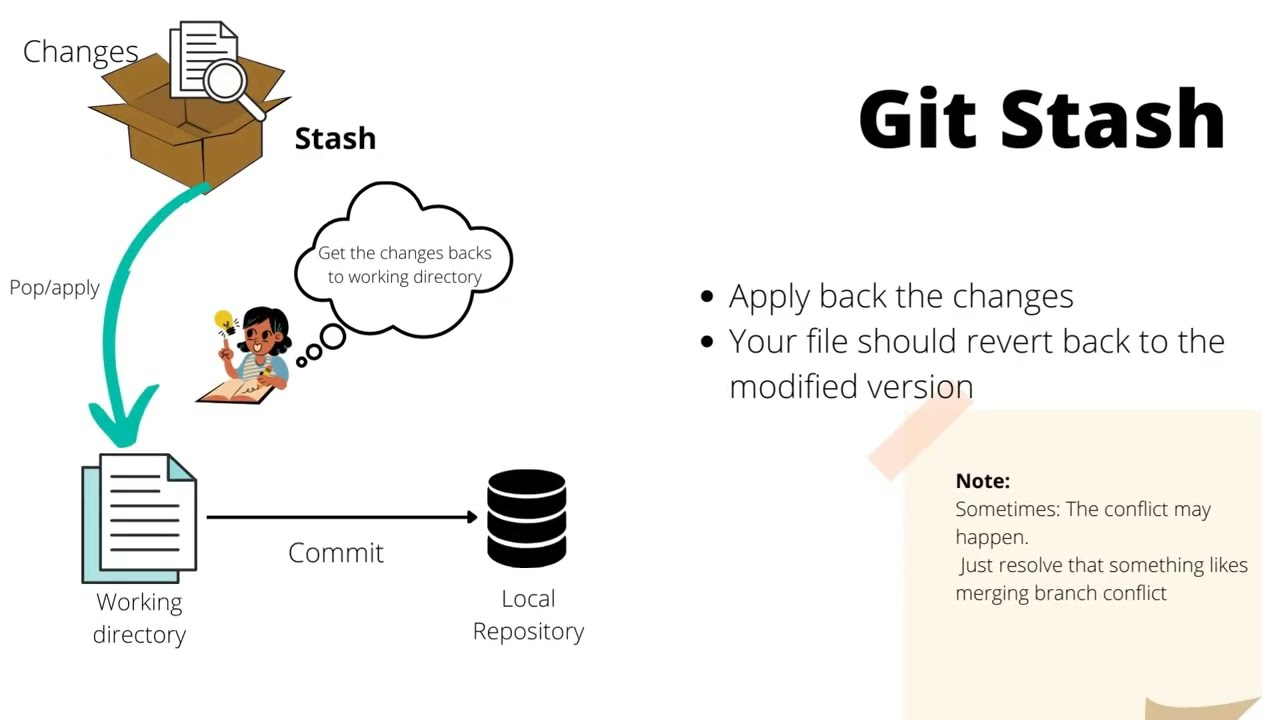 Changes
Stash
Get the changes backs
to working directory
Pop/apply
Commit
Working
directory
Local
Repository
Git Stash
Apply back the changes
Your file should revert back to the
modified version
Note:
Sometimes: The conflict may
happen.
Just resolve that something likes
merging branch conflict